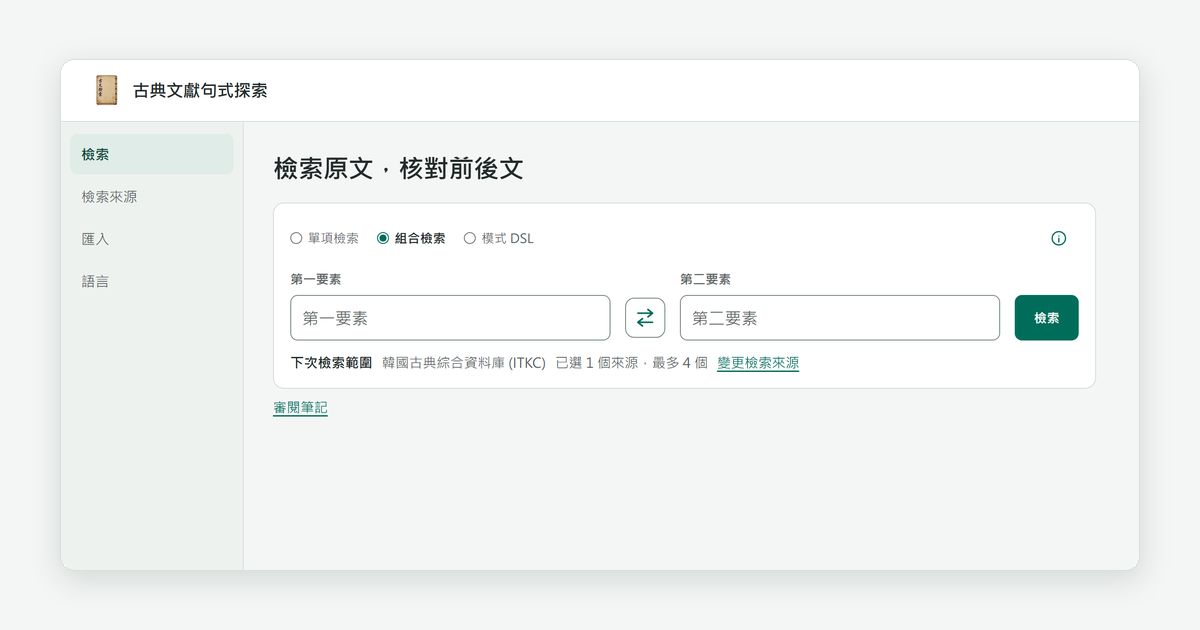 古典文獻句式探索
檢索
檢索來源
匯入
語言
檢索原文，核對前後文
單項檢索 組合檢索 模式 DSL
第一要素 第二要素
第一要素 第二要素 檢索
下次檢索範圍 韓國古典綜合資料庫 (ITKC) 已選 1 個來源 · 最多 4 個 變更檢索來源
審閱筆記